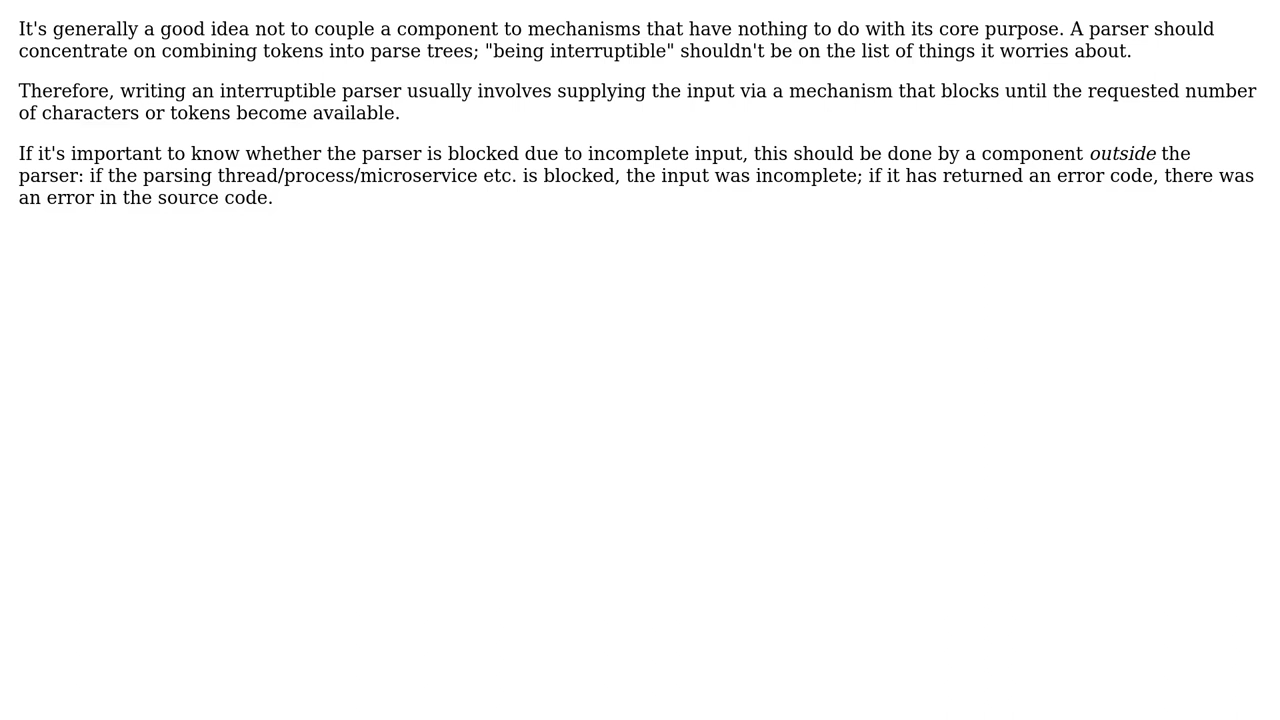 It's generally a good idea not to couple a component to mechanisms that have nothing to do with its core purpose. A parser should
concentrate on combining tokens into parse trees; "being interruptible" shouldn't be on the list of things it worries about.
Therefore, writing an interruptible parser usually involves supplying the input via a mechanism that blocks until the requested number
of characters or tokens become available.
If it's important to know whether the parser is blocked due to incomplete input, this should be done by a component outside the
parser: if the parsing thread/process/microservice etc. is blocked, the input was incomplete; if it has returned an error code, there was
an error in the source code.